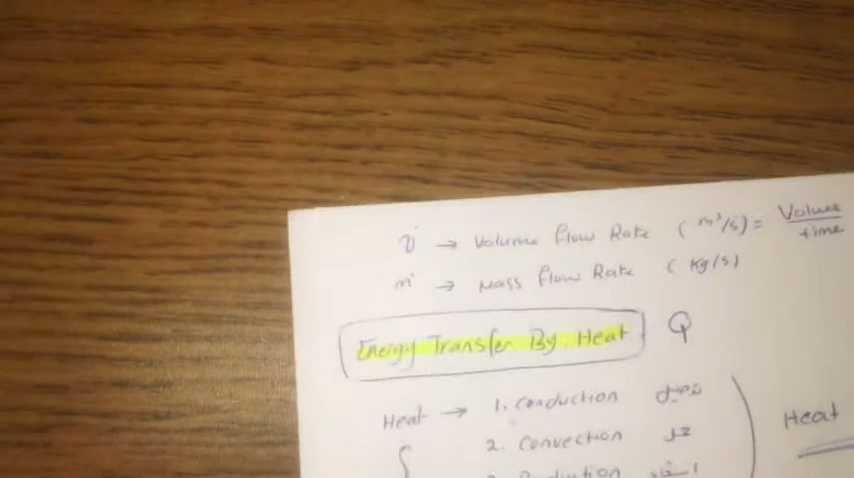 V̇ → Volume flow Rate (m³/s) = Volume / time
ṁ → Mass flow Rate (Kg/s)
Energy Transfer By Heat Q
Heat → 1. Conduction توصيل
2. Convection حمل
Heat